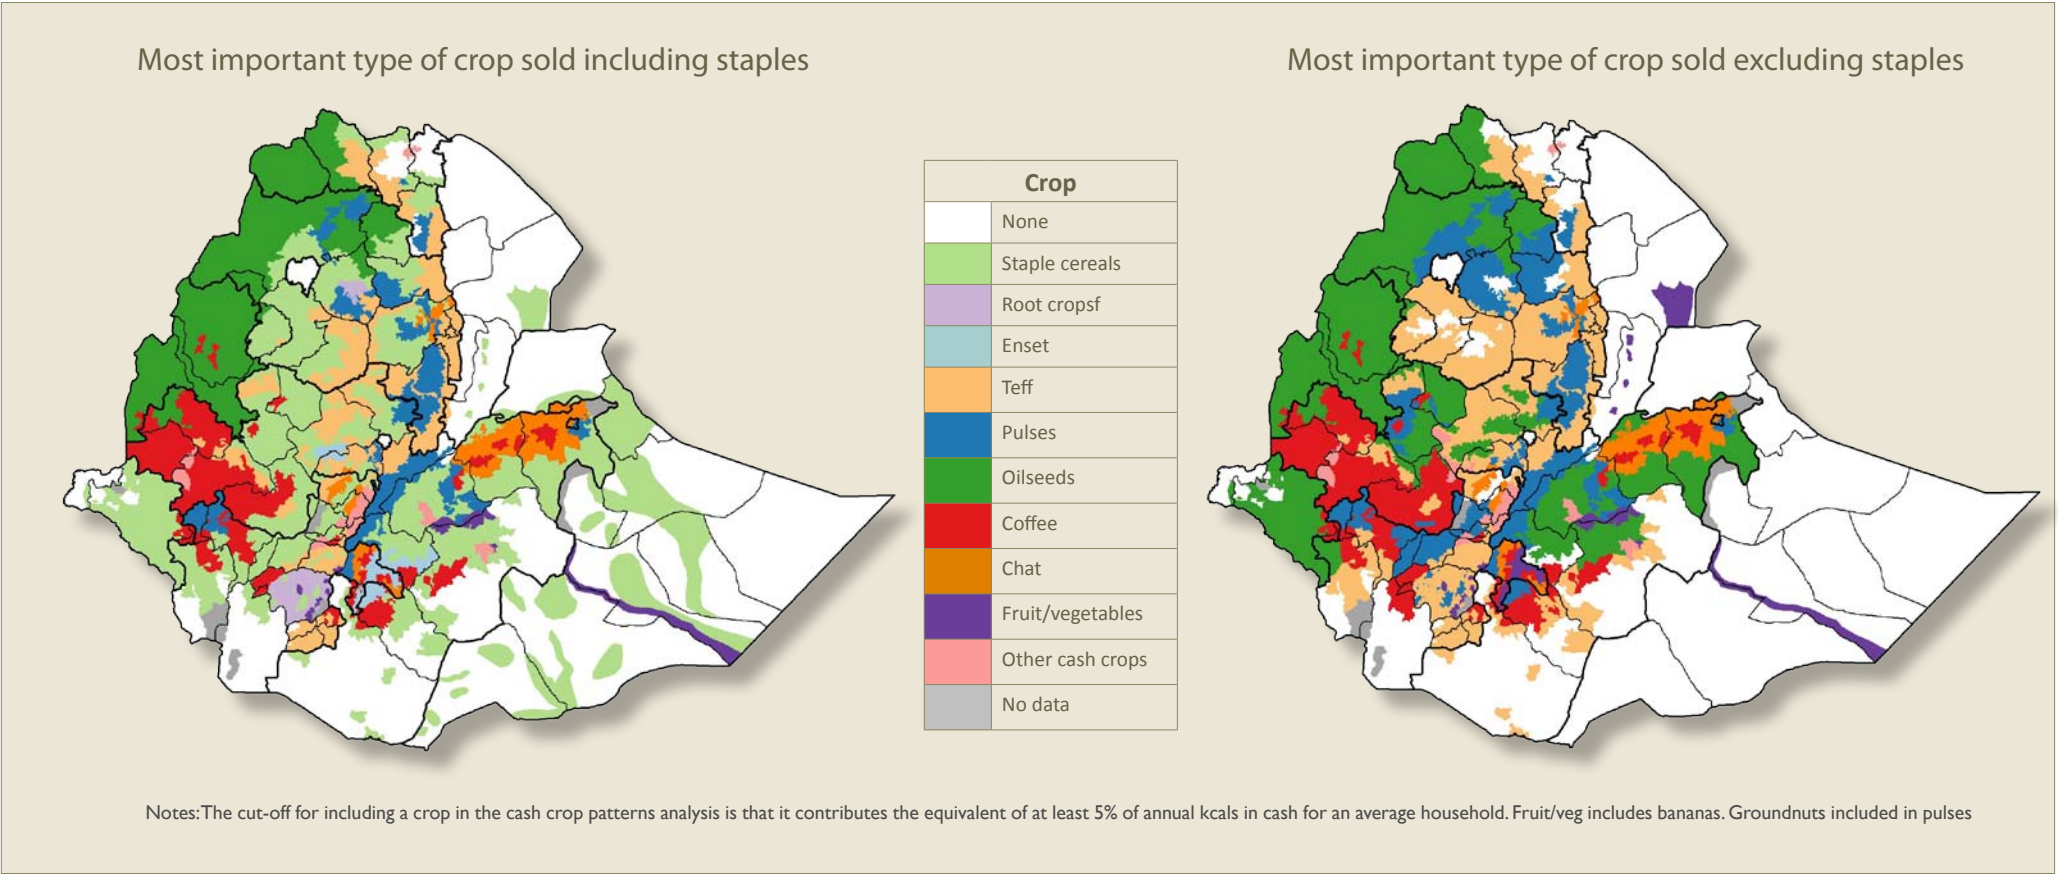 Most important type of crop sold including staples
Most important type of crop sold excluding staples
Crop
None
Staple cereals
Root cropsf
Enset
Teff
Pulses
Oilseeds
Coffee
Chat
Fruit/vegetables
Other cash crops
No data
Notes: The cut-off for including a crop in the cash crop patterns analysis is that it contributes the equivalent of at least 5% of annual kcals in cash for an average household. Fruit/veg includes bananas. Groundnuts included in pulses